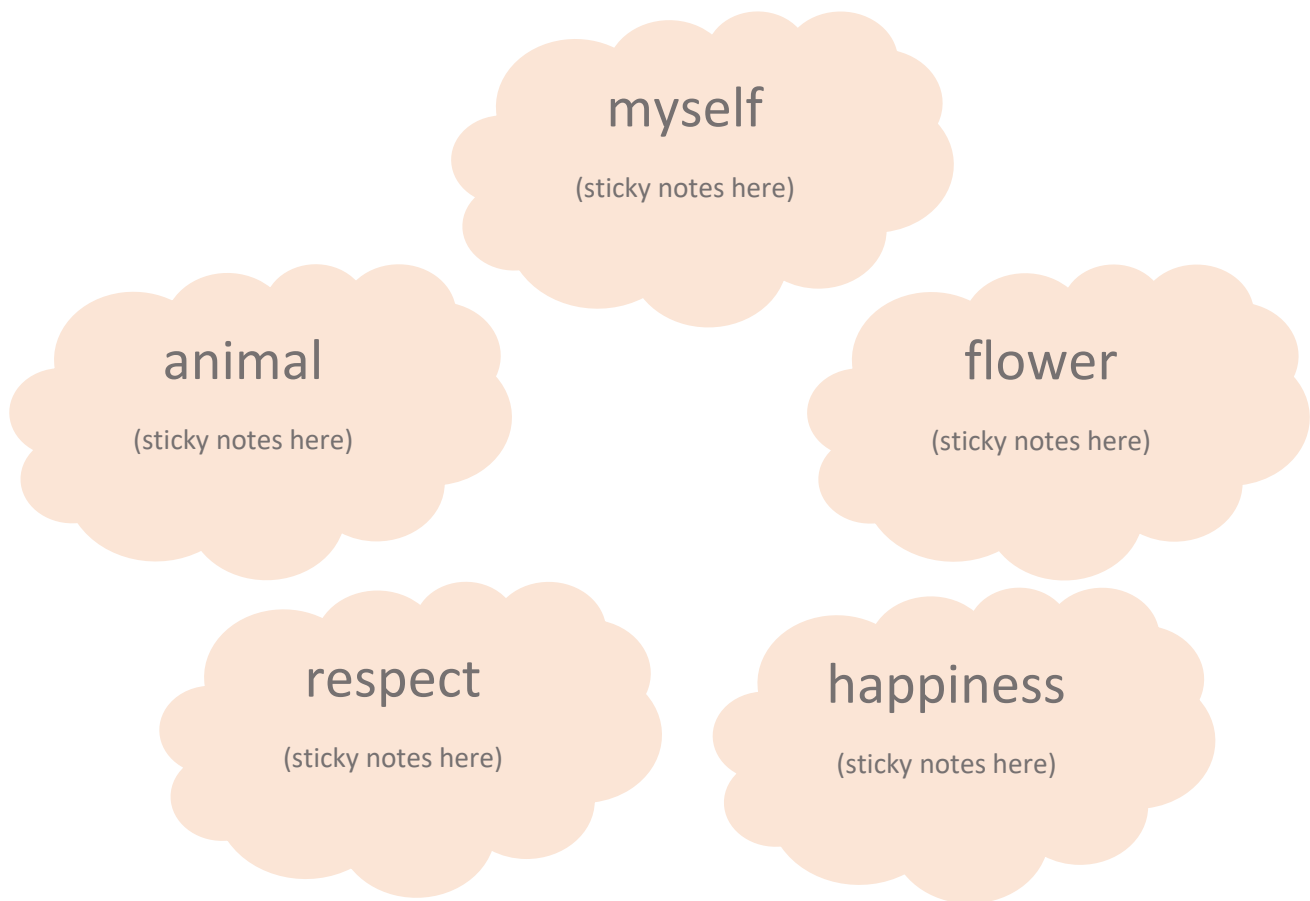 myself
(sticky notes here)
animal
(sticky notes here)
flower
(sticky notes here)
respect
(sticky notes here)
happiness
(sticky notes here)